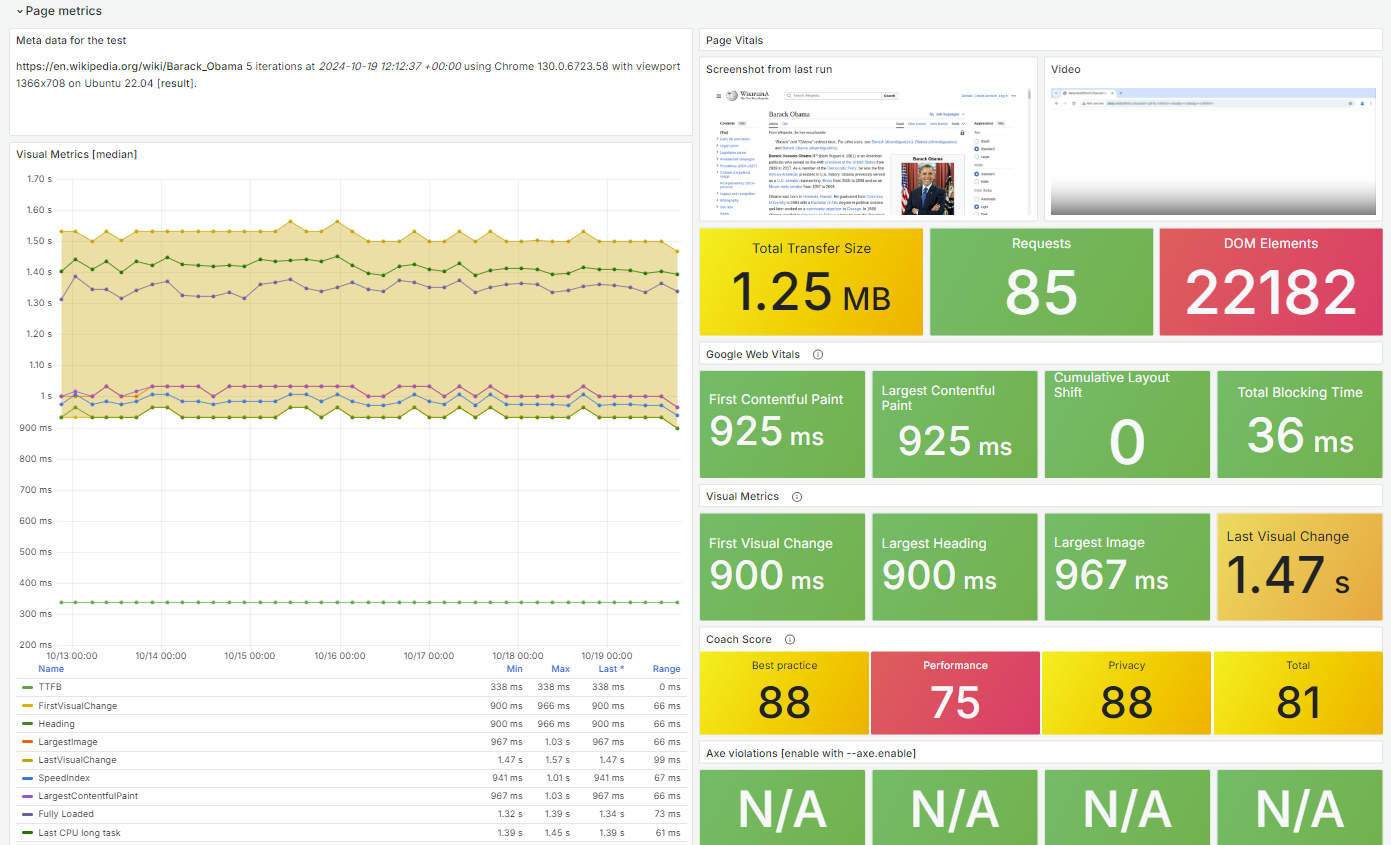 Page metrics
Meta data for the test
https://en.wikipedia.org/wiki/Barack_Obama 5 iterations at 2024-10-19 12:12:37 +00:00 using Chrome 130.0.6723.58 with viewport
1366x708 on Ubuntu 22.04 [result].
Visual Metrics [median]
1.70 s
1.60 s
1.50 s
1.40 s
1.30 s
1.20 s
1.10 s
1 s
900 ms
800 ms
700 ms
600 ms
500 ms
400 ms
300 ms
200 ms
10/13 00:00 10/14 00:00 10/15 00:00 10/16 00:00 10/17 00:00 10/18 00:00 10/19 00:00
Name Min Max Last * Range
TTFB 338 ms 338 ms 338 ms 0 ms
FirstVisualChange 900 ms 966 ms 900 ms 66 ms
Heading 900 ms 966 ms 900 ms 66 ms
LargestImage 967 ms 1.03 s 967 ms 66 ms
LastVisualChange 1.47 s 1.57 s 1.47 s 99 ms
SpeedIndex 941 ms 1.01 s 941 ms 67 ms
LargestContentfulPaint 967 ms 1.03 s 967 ms 66 ms
Fully Loaded 1.32 s 1.39 s 1.34 s 73 ms
Last CPU long task 1.39 s 1.45 s 1.39 s 61 ms
Page Vitals
Screenshot from last run
WIKIPEDIA
Search Wikipedia Search
Barack Obama
From Wikipedia, the free encyclopedia
Contents
Appearance
Barack Obama
Video
Total Transfer Size
1.25 MB
Requests
85
DOM Elements
22182
Google Web Vitals
First Contentful Paint
925 ms
Largest Contentful
Paint
925 ms
Cumulative Layout
Shift
0
Total Blocking Time
36 ms
Visual Metrics
First Visual Change
900 ms
Largest Heading
900 ms
Largest Image
967 ms
Last Visual Change
1.47 s
Coach Score
Best practice
88
Performance
75
Privacy
88
Total
81
Axe violations [enable with --axe.enable]
N/A
N/A
N/A
N/A